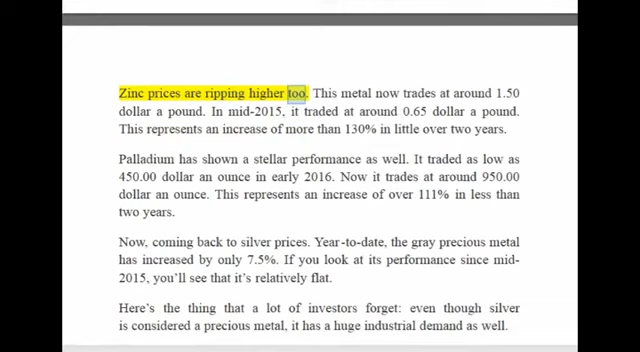 Zinc prices are ripping higher too. This metal now trades at around 1.50
dollar a pound. In mid-2015, it traded at around 0.65 dollar a pound.
This represents an increase of more than 130% in little over two years.
Palladium has shown a stellar performance as well. It traded as low as
450.00 dollar an ounce in early 2016. Now it trades at around 950.00
dollar an ounce. This represents an increase of over 111% in less than
two years.
Now, coming back to silver prices. Year-to-date, the gray precious metal
has increased by only 7.5%. If you look at its performance since mid-
2015, you’ll see that it’s relatively flat.
Here’s the thing that a lot of investors forget: even though silver
is considered a precious metal, it has a huge industrial demand as well.